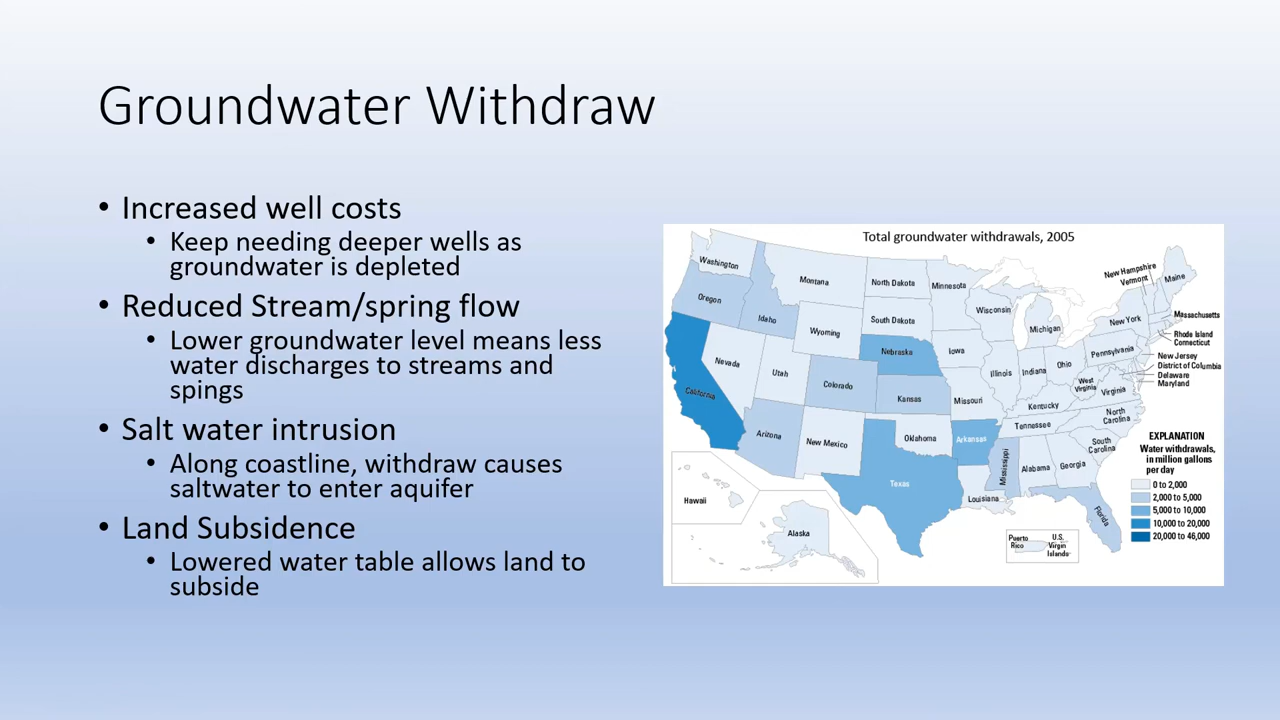 Groundwater Withdraw
• Increased well costs
• Keep needing deeper wells as
groundwater is depleted
• Reduced Stream/spring flow
• Lower groundwater level means less
water discharges to streams and
spings
• Salt water intrusion
• Along coastline, withdraw causes
saltwater to enter aquifer
• Land Subsidence
• Lowered water table allows land to
subside
Total groundwater withdrawals, 2005
Washington
Oregon
California
Idaho
Nevada
Montana
Wyoming
Utah
Arizona
Colorado
New Mexico
North Dakota
South Dakota
Nebraska
Kansas
Oklahoma
Texas
Minnesota
Iowa
Missouri
Arkansas
Louisiana
Wisconsin
Illinois
Michigan
Indiana
Ohio
Kentucky
Tennessee
Mississippi
Alabama
Georgia
Florida
South
Carolina
North
Carolina
Virginia
West
Virginia
Pennsylvania
New York
New Hampshire
Vermont
Maine
Massachusetts
Rhode Island
Connecticut
New Jersey
District of Columbia
Delaware
Maryland
Hawaii
Alaska
Puerto
Rico
U.S.
Virgin
Islands
EXPLANATION
Water withdrawals,
in million gallons
per day
0 to 2,000
2,000 to 5,000
5,000 to 10,000
10,000 to 20,000
20,000 to 46,000